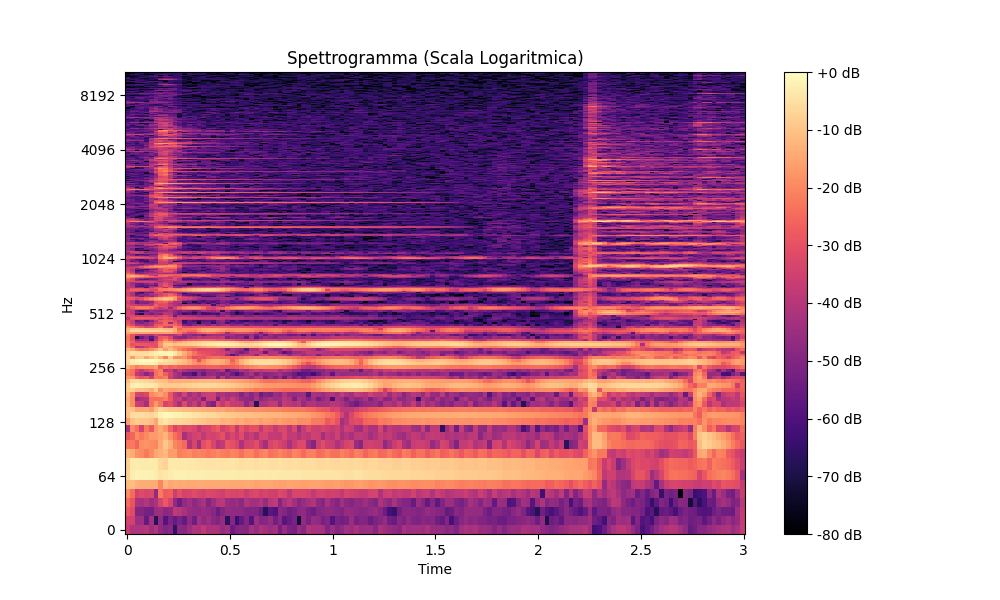 Spettrogramma (Scala Logaritmica)
8192
4096
2048
1024
512
256
128
64
0
Hz
0
0.5
1
1.5
2
2.5
3
Time
+0 dB
-10 dB
-20 dB
-30 dB
-40 dB
-50 dB
-60 dB
-70 dB
-80 dB